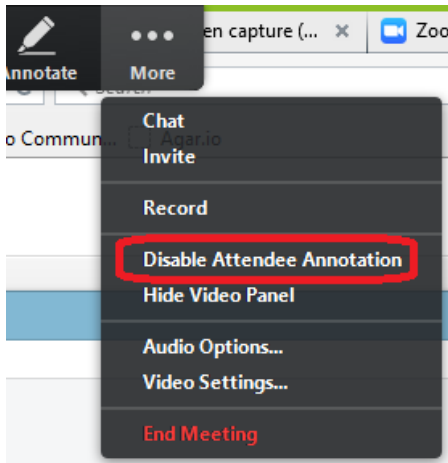 en capture (...
Zoo
Annotate
More
o Commun...
Agar.io
Chat
Invite
Record
Disable Attendee Annotation
Hide Video Panel
Audio Options...
Video Settings...
End Meeting